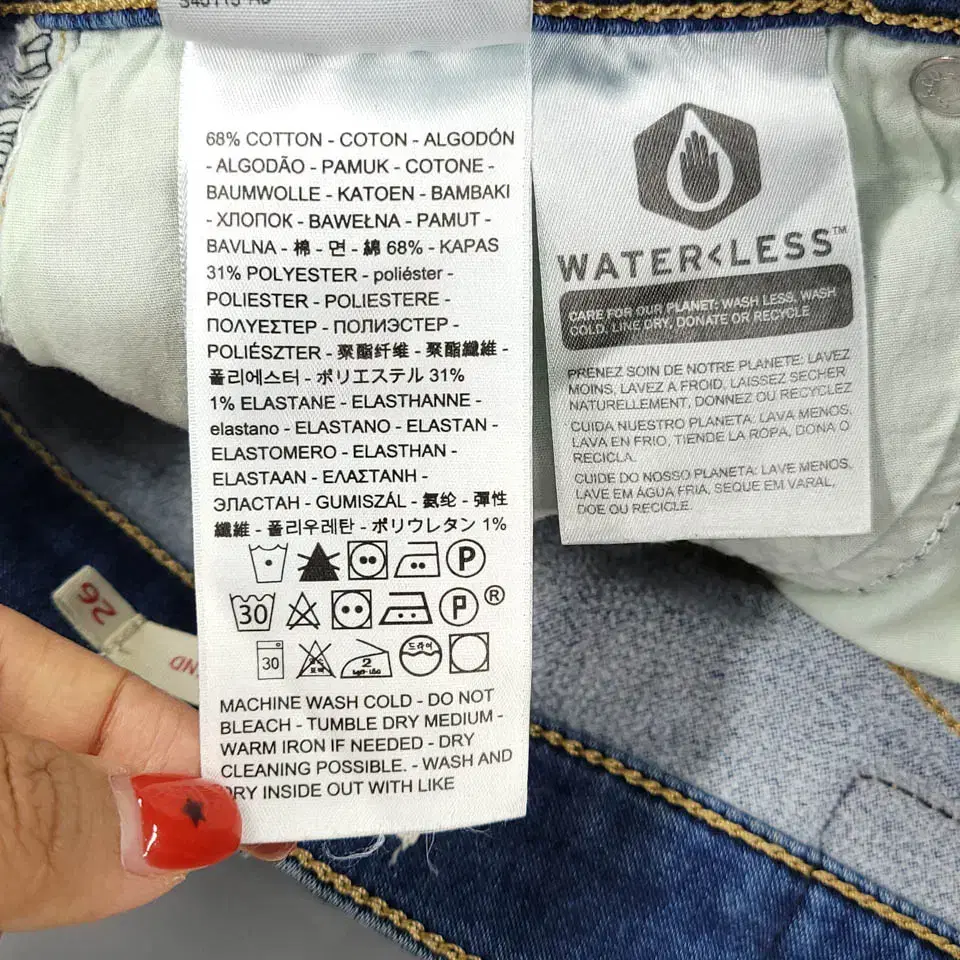 68% COTTON - COTON - ALGODÓN
- ALGODÃO - PAMUK - COTONE -
BAUMWOLLE - KATOEN - BAMBAKI
- ХЛОПОК - BAWEŁNA - PAMUT -
BAVLNA - 棉 - 면 - 綿 68% - KAPAS
31% POLYESTER - poliéster -
POLIESTER - POLIESTERE -
ΠΟΛΥΕΣΤΕΡ - ПОЛИЭСТЕР -
POLIÉSZTER - 聚酯纤维 - 聚酯纖維 -
폴리에스터 - ポリエステル 31%
1% ELASTANE - ELASTHANNE -
elastano - ELASTANO - ELASTAN -
ELASTOMERO - ELASTHAN -
ELASTAAN - ΕΛΑΣΤΑΝΗ -
ЭЛАСТАН - GUMISZÁL - 氨纶 - 彈性
纖維 - 폴리우레탄 - ポリウレタン 1%
P
30 P ®
30 표백 2 드라이
MACHINE WASH COLD - DO NOT
BLEACH - TUMBLE DRY MEDIUM -
WARM IRON IF NEEDED - DRY
CLEANING POSSIBLE. - WASH AND
DRY INSIDE OUT WITH LIKE
WATER<LESS™
CARE FOR OUR PLANET: WASH LESS, WASH
COLD, LINE DRY, DONATE OR RECYCLE
PRENEZ SOIN DE NOTRE PLANETE: LAVEZ
MOINS, LAVEZ A FROID, LAISSEZ SECHER
NATURELLEMENT, DONNEZ OU RECYCLEZ
CUIDA NUESTRO PLANETA: LAVA MENOS,
LAVA EN FRIO, TIENDE LA ROPA, DONA O
RECICLA.
CUIDE DO NOSSO PLANETA: LAVE MENOS,
LAVE EM ÁGUA FRIA, SEQUE EM VARAL,
DOE OU RECICLE.
26